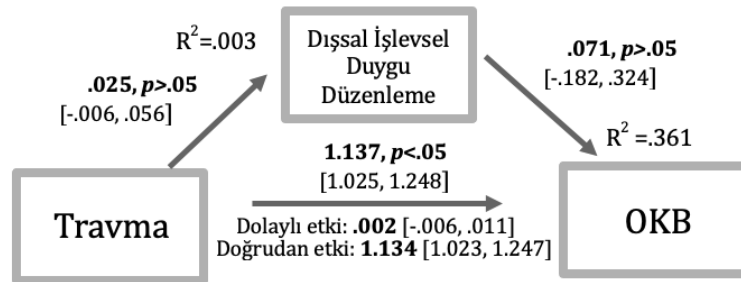 R²=.003
Dışsal İşlevsel
Duygu
Düzenleme
.071, p>.05
[-.182, .324]
.025, p>.05
[-.006, .056]
R² =.361
1.137, p<.05
[1.025, 1.248]
Travma
OKB
Dolaylı etki: .002 [-.006, .011]
Doğrudan etki: 1.134 [1.023, 1.247]